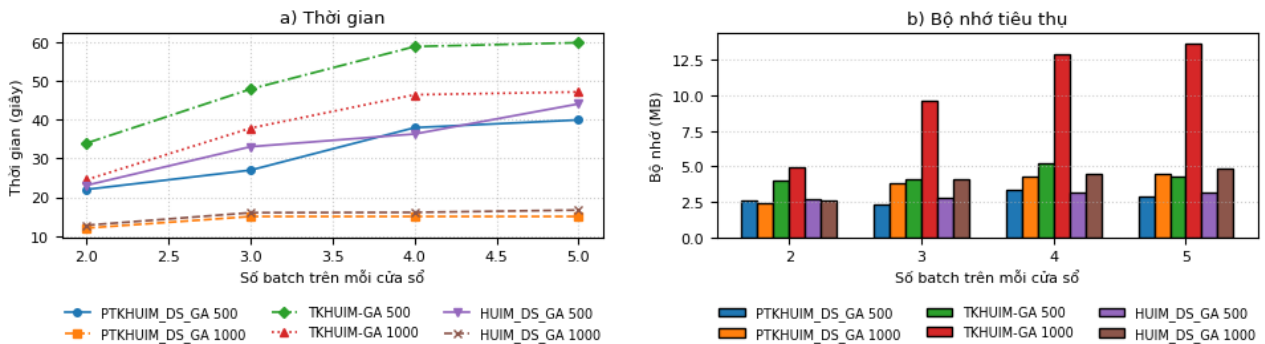 a) Thời gian
60
50
40
30
20
10
Thời gian (giây)
2.0 2.5 3.0 3.5 4.0 4.5 5.0
Số batch trên mỗi cửa sổ
PTKHUIM_DS_GA 500 TKHUIM-GA 500 HUIM_DS_GA 500
PTKHUIM_DS_GA 1000 TKHUIM-GA 1000 HUIM_DS_GA 1000
b) Bộ nhớ tiêu thụ
12.5
10.0
7.5
5.0
2.5
0.0
Bộ nhớ (MB)
2 3 4 5
Số batch trên mỗi cửa sổ
PTKHUIM_DS_GA 500 TKHUIM-GA 500 HUIM_DS_GA 500
PTKHUIM_DS_GA 1000 TKHUIM-GA 1000 HUIM_DS_GA 1000